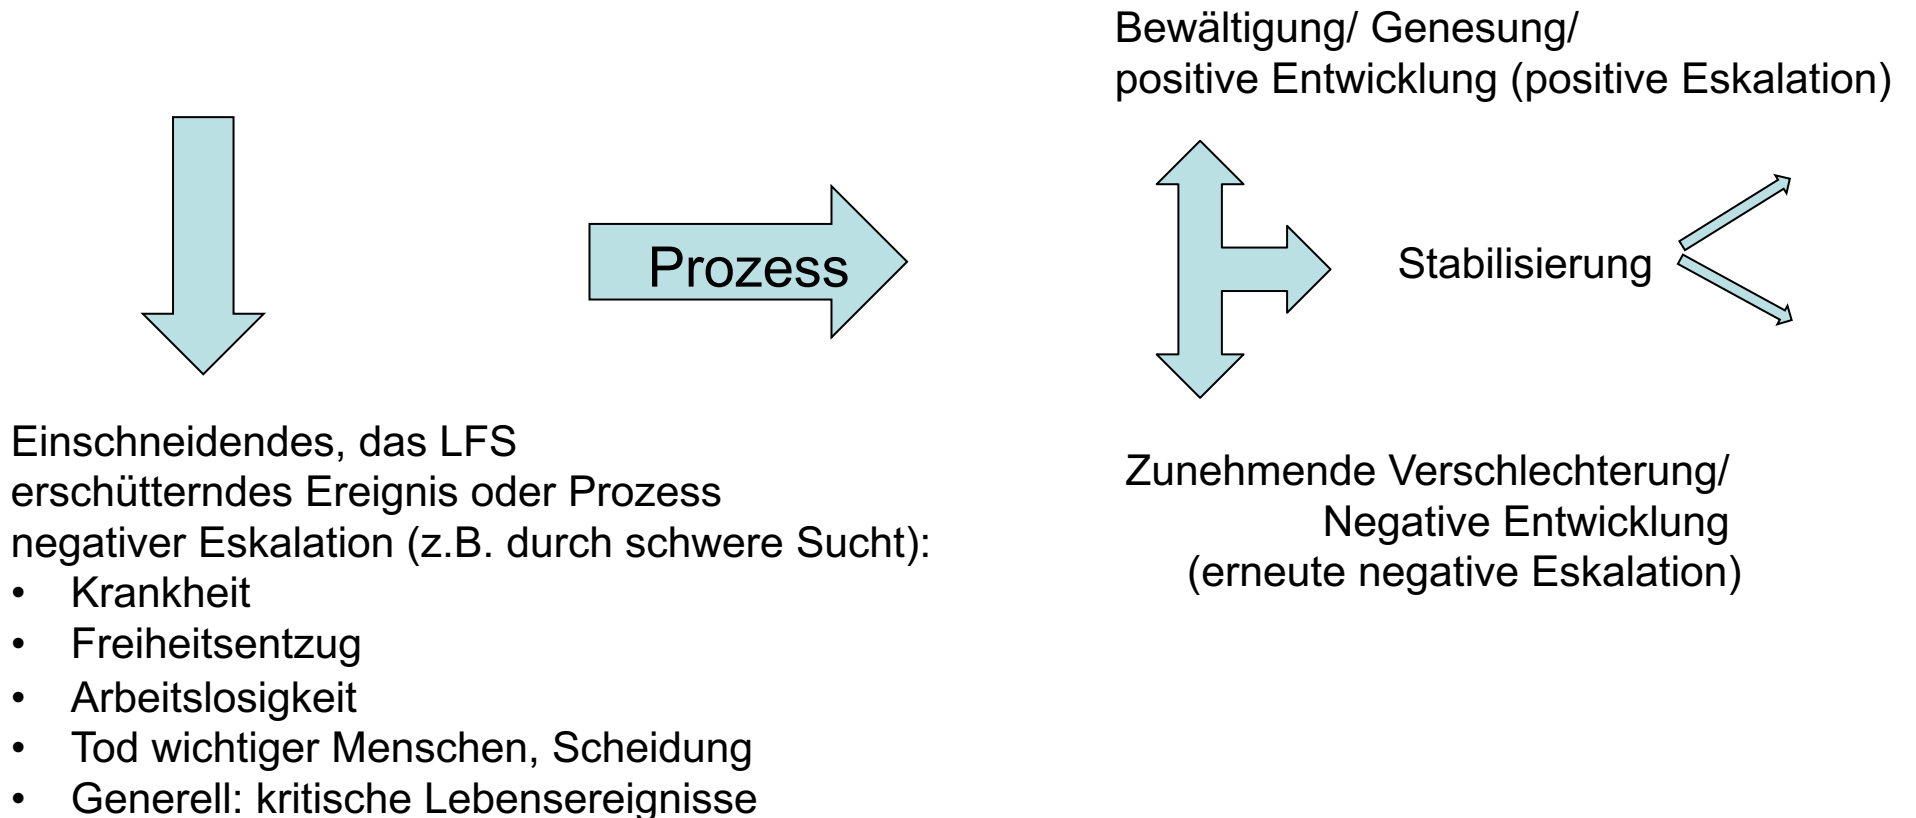 Bewältigung/ Genesung/
positive Entwicklung (positive Eskalation)
Prozess
Stabilisierung
Einschneidendes, das LFS
erschütterndes Ereignis oder Prozess
negativer Eskalation (z.B. durch schwere Sucht):
• Krankheit
• Freiheitsentzug
• Arbeitslosigkeit
• Tod wichtiger Menschen, Scheidung
• Generell: kritische Lebensereignisse
Zunehmende Verschlechterung/
Negative Entwicklung
(erneute negative Eskalation)